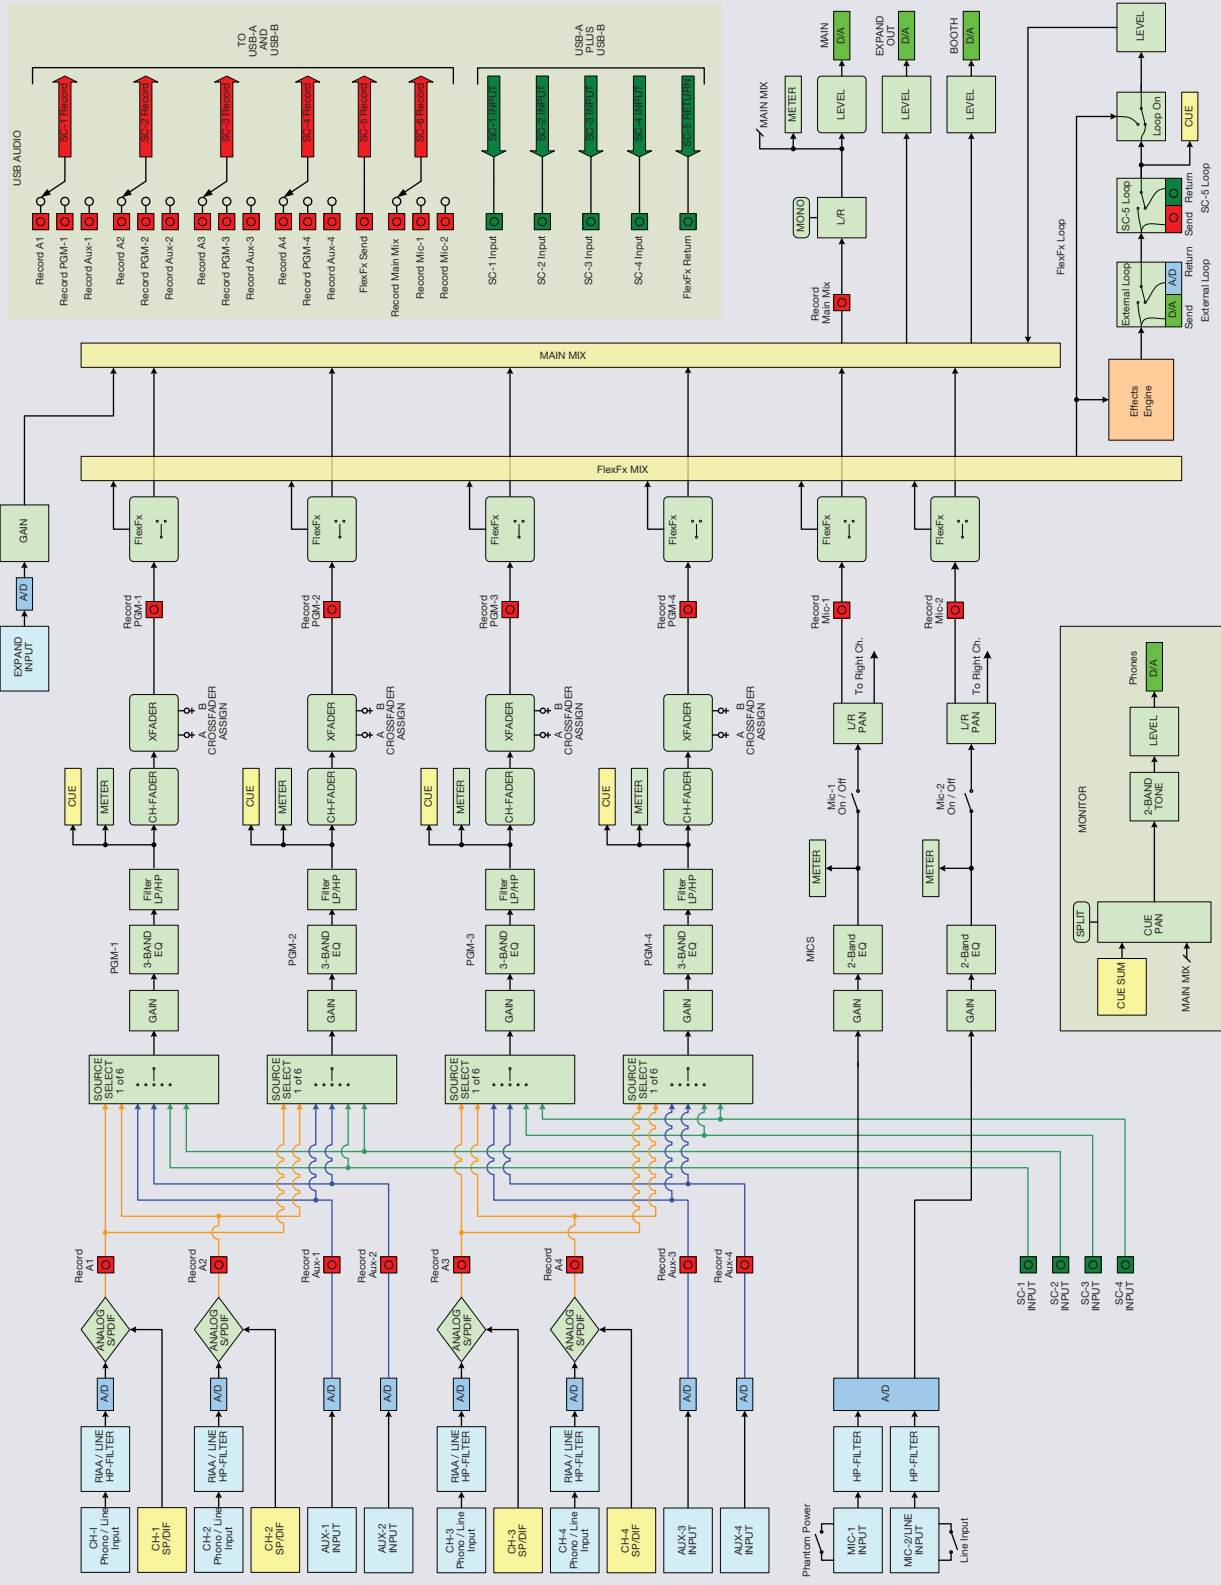 USB AUDIO
TO
USB-A
AND
USB-B
USB-A
PLUS
USB-B
SC-1 Record
SC-2 Record
SC-3 Record
SC-4 Record
SC-5 Record
SC-6 Record
SC-1 INPUT
SC-2 INPUT
SC-3 INPUT
SC-4 INPUT
SC-5 RETURN
Record A1
Record PGM-1
Record Aux-1
Record A2
Record PGM-2
Record Aux-2
Record A3
Record PGM-3
Record Aux-3
Record A4
Record PGM-4
Record Aux-4
FlexFx Send
Record Main Mix
Record Mic-1
Record Mic-2
SC-1 Input
SC-2 Input
SC-3 Input
SC-4 Input
FlexFx Return
MAIN
D/A
EXPAND
OUT
D/A
BOOTH
D/A
MAIN MIX
METER
LEVEL
LEVEL
LEVEL
MONO
L/R
Record
Main Mix
LEVEL
Loop On
CUE
SC-5 Loop
Send
Return
SC-5 Loop
FlexFx Loop
External Loop
D/A
A/D
Send
Return
External Loop
Effects
Engine
MAIN MIX
FlexFx MIX
EXPAND
INPUT
A/D
GAIN
FlexFx
FlexFx
FlexFx
FlexFx
FlexFx
FlexFx
Record
PGM-1
Record
PGM-2
Record
PGM-3
Record
PGM-4
Record
Mic-1
Record
Mic-2
XFADER
A
B
CROSSFADER
ASSIGN
XFADER
A
B
CROSSFADER
ASSIGN
XFADER
A
B
CROSSFADER
ASSIGN
XFADER
A
B
CROSSFADER
ASSIGN
L/R
PAN
To Right Ch.
L/R
PAN
To Right Ch.
CUE
METER
CH-FADER
CUE
METER
CH-FADER
CUE
METER
CH-FADER
CUE
METER
CH-FADER
Mic-1
On / Off
Mic-2
On / Off
METER
METER
PGM-1
Filter
LP/HP
3-BAND
EQ
GAIN
PGM-2
Filter
LP/HP
3-BAND
EQ
GAIN
PGM-3
Filter
LP/HP
3-BAND
EQ
GAIN
PGM-4
Filter
LP/HP
3-BAND
EQ
GAIN
MICS
2-Band
EQ
GAIN
2-Band
EQ
GAIN
MONITOR
Phones
D/A
LEVEL
2-BAND
TONE
SPLIT
CUE
PAN
CUE SUM
MAIN MIX
SOURCE
SELECT
1 of 6
SOURCE
SELECT
1 of 6
SOURCE
SELECT
1 of 6
SOURCE
SELECT
1 of 6
Record
A1
Record
A2
Record
Aux-1
Record
Aux-2
Record
A3
Record
A4
Record
Aux-3
Record
Aux-4
SC-1
INPUT
SC-2
INPUT
SC-3
INPUT
SC-4
INPUT
ANALOG
S/PDIF
ANALOG
S/PDIF
ANALOG
S/PDIF
ANALOG
S/PDIF
A/D
A/D
A/D
A/D
A/D
A/D
A/D
A/D
A/D
RIAA / LINE
HP-FILTER
RIAA / LINE
HP-FILTER
RIAA / LINE
HP-FILTER
RIAA / LINE
HP-FILTER
HP-FILTER
HP-FILTER
CH-I
Phono / Line
Input
CH-1
SP/DIF
CH-2
Phono / Line
Input
CH-2
SP/DIF
AUX-1
INPUT
AUX-2
INPUT
CH-3
Phono / Line
Input
CH-3
SP/DIF
CH-4
Phono / Line
Input
CH-4
SP/DIF
AUX-3
INPUT
AUX-4
INPUT
Phantom Power
MIC-1
INPUT
MIC-2/LINE
INPUT
Line Input